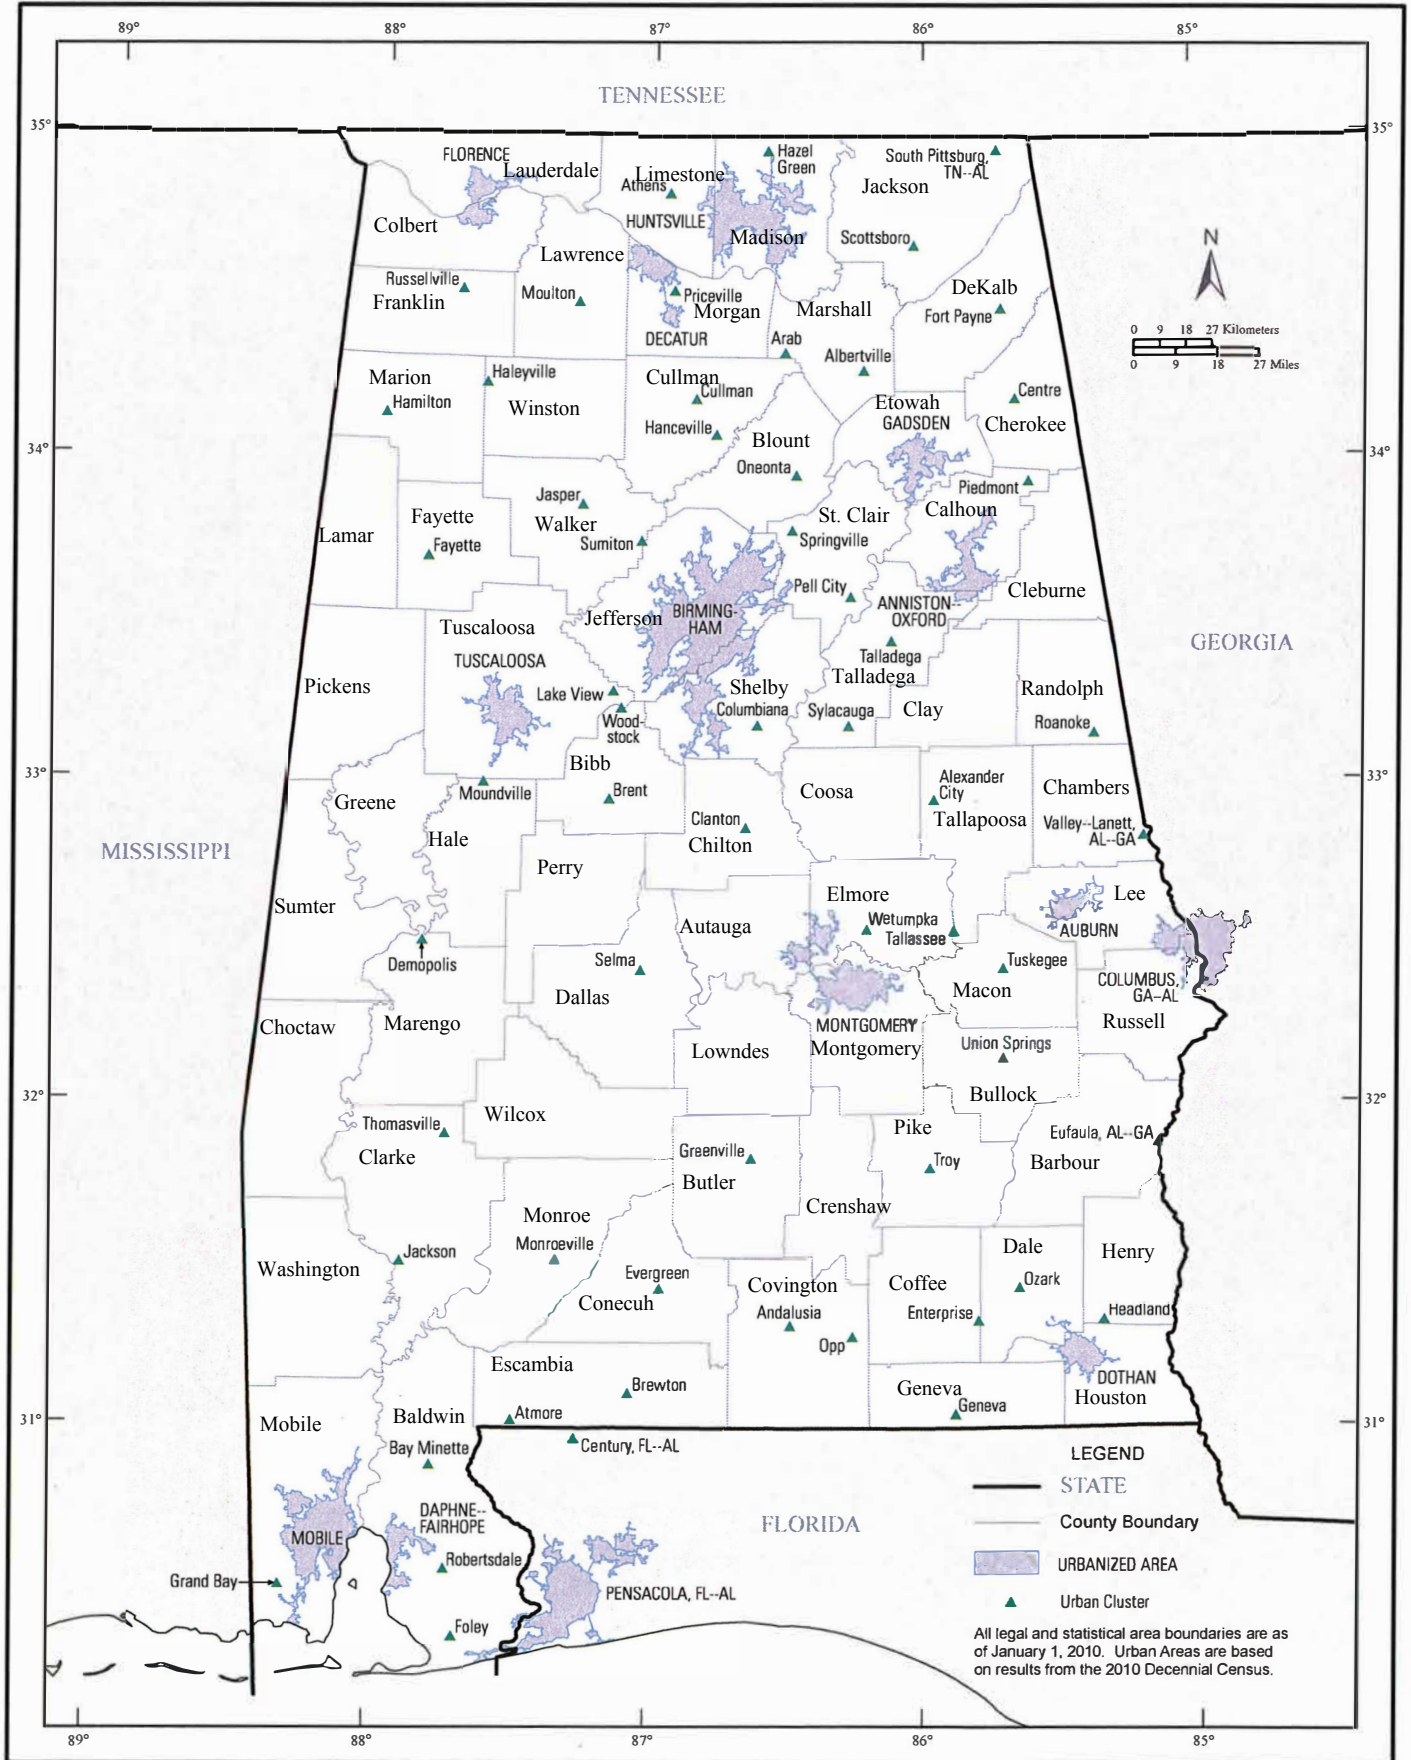 89°
88°
87°
86°
85°
TENNESSEE
35°
35°
FLORENCE
Lauderdale
Limestone
Athens
Hazel
Green
South Pittsburg,
TN--AL
Jackson
HUNTSVILLE
Madison
Colbert
Scottsboro
N
Lawrence
Russellville
Franklin
Moulton
Priceville
Morgan
Marshall
DeKalb
Fort Payne
DECATUR
Arab
Albertville
0 9 18 27 Kilometers
0 9 18 27 Miles
Marion
Hamilton
Haleyville
Winston
Cullman
Cullman
Hanceville
Centre
Etowah
GADSDEN
Cherokee
34°
34°
Blount
Oneonta
Piedmont
Calhoun
Jasper
Walker
Sumiton
St. Clair
Springville
Lamar
Fayette
Fayette
Pell City
ANNISTON--
OXFORD
Cleburne
Jefferson
BIRMING-
HAM
Tuscaloosa
TUSCALOOSA
Talladega
Talladega
GEORGIA
Pickens
Lake View
Wood-
stock
Shelby
Columbiana
Sylacauga
Clay
Randolph
Roanoke
33°
33°
Bibb
Brent
Moundville
Greene
Hale
Coosa
Alexander
City
Tallapoosa
Chambers
Valley--Lanett,
AL--GA
Clanton
Chilton
MISSISSIPPI
Perry
Sumter
Elmore
Wetumpka
Tallassee
Lee
AUBURN
Autauga
Demopolis
Selma
Dallas
Tuskegee
Macon
COLUMBUS,
GA--AL
Russell
Choctaw
Marengo
MONTGOMERY
Montgomery
Lowndes
Union Springs
Bullock
32°
32°
Wilcox
Thomasville
Clarke
Pike
Troy
Eufaula, AL--GA
Barbour
Greenville
Butler
Crenshaw
Monroe
Monroeville
Jackson
Washington
Evergreen
Conecuh
Covington
Andalusia
Opp
Coffee
Enterprise
Dale
Ozark
Henry
Headland
Escambia
Brewton
Atmore
DOTHAN
Houston
Geneva
Geneva
31°
31°
Mobile
Baldwin
Bay Minette
Century, FL--AL
MOBILE
DAPHNE--
FAIRHOPE
Robertsdale
Grand Bay
Foley
PENSACOLA, FL--AL
FLORIDA
LEGEND
STATE
County Boundary
URBANIZED AREA
Urban Cluster
All legal and statistical area boundaries are as
of January 1, 2010. Urban Areas are based
on results from the 2010 Decennial Census.
89°
88°
87°
86°
85°